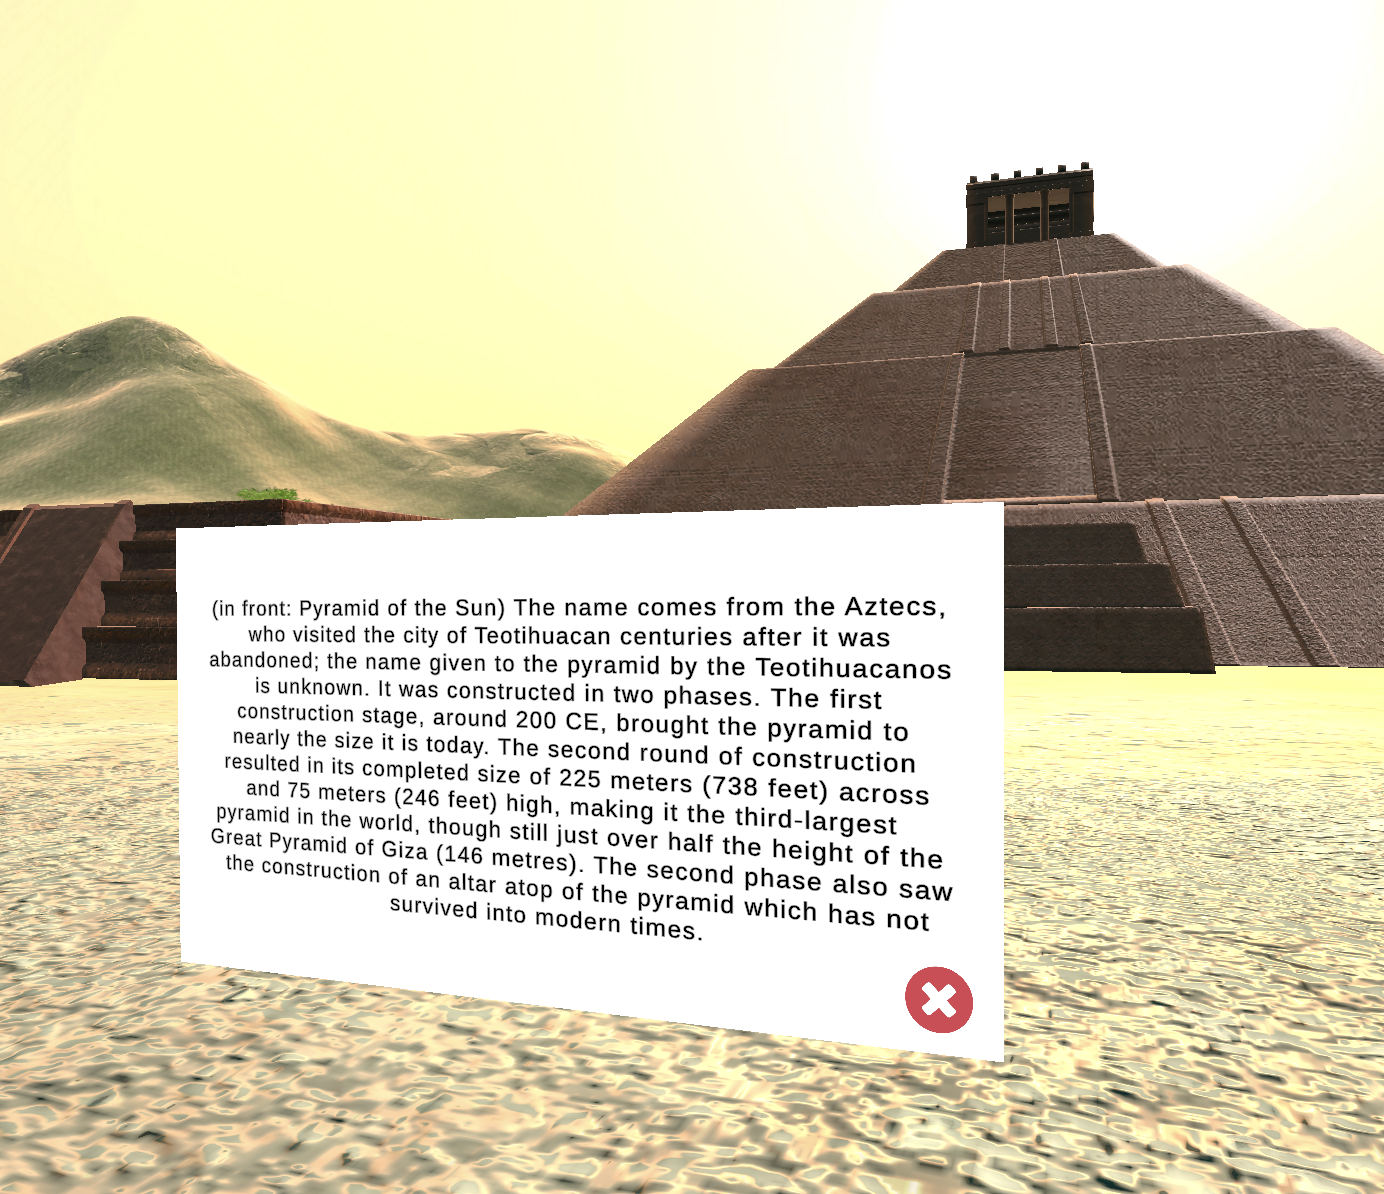 (in front: Pyramid of the Sun) The name comes from the Aztecs,
who visited the city of Teotihuacan centuries after it was
abandoned; the name given to the pyramid by the Teotihuacanos
is unknown. It was constructed in two phases. The first
construction stage, around 200 CE, brought the pyramid to
nearly the size it is today. The second round of construction
resulted in its completed size of 225 meters (738 feet) across
and 75 meters (246 feet) high, making it the third-largest
pyramid in the world, though still just over half the height of the
Great Pyramid of Giza (146 metres). The second phase also saw
the construction of an altar atop of the pyramid which has not
survived into modern times.